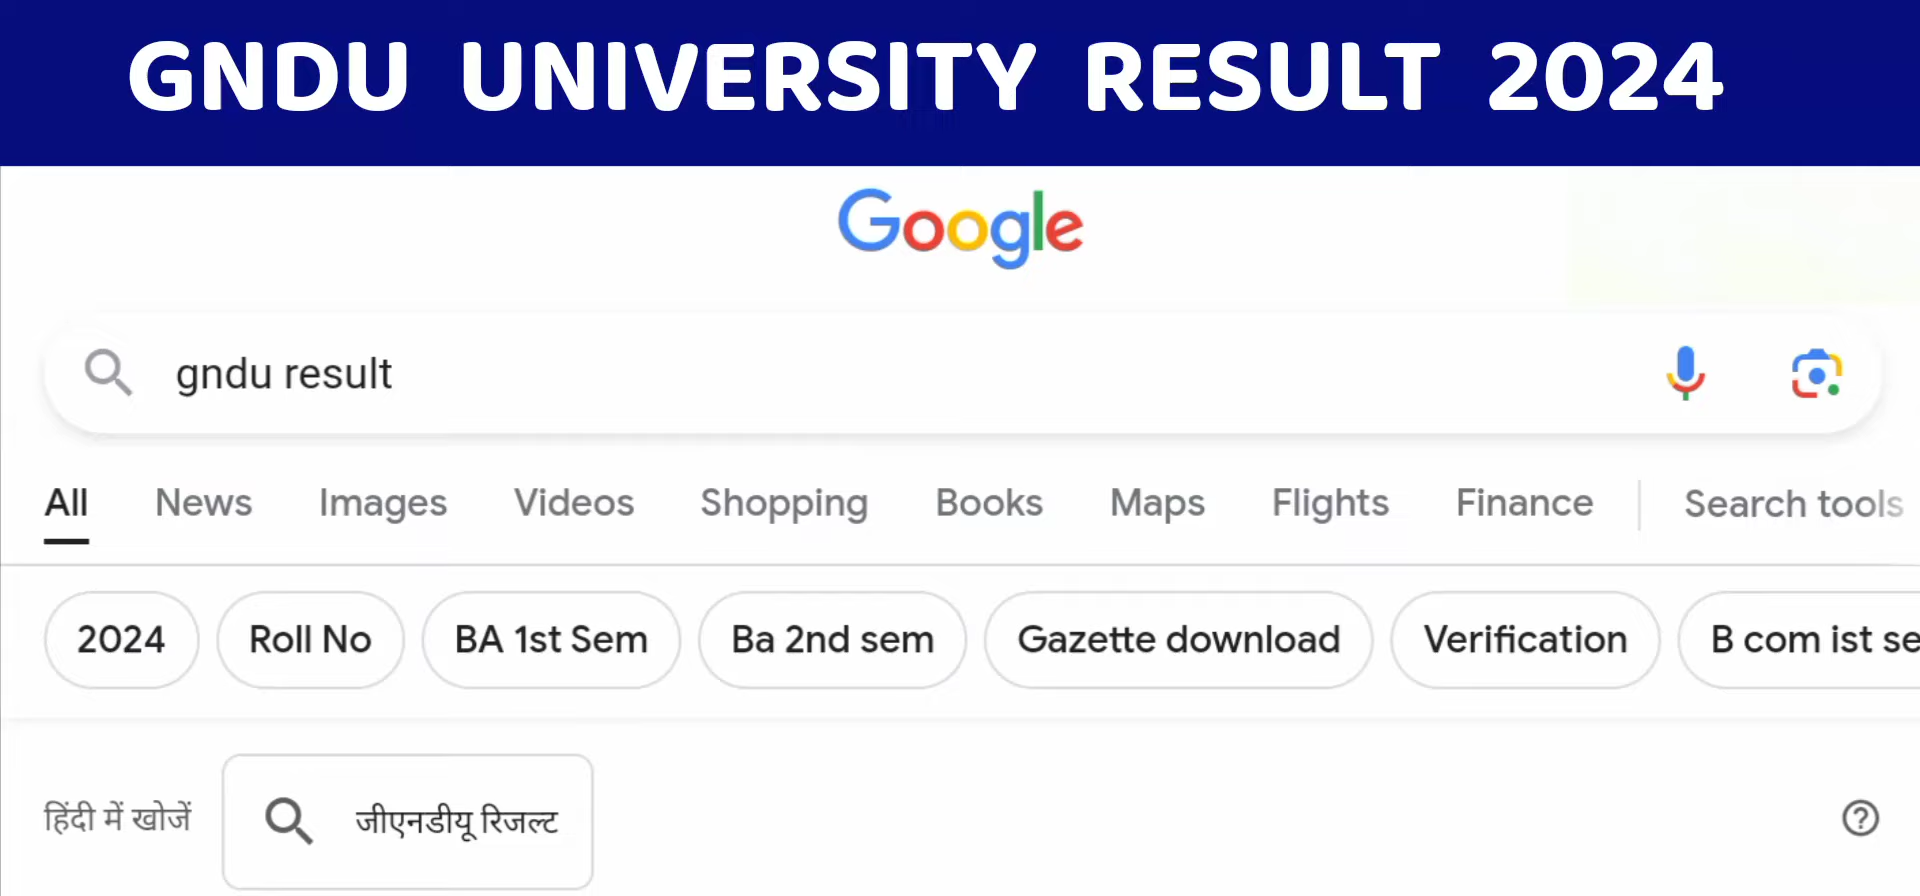 GNDU UNIVERSITY RESULT 2024
Google
gndu result
All News Images Videos Shopping Books Maps Flights Finance Search tools
2024 Roll No BA 1st Sem Ba 2nd sem Gazette download Verification B com ist se
हिंदी में खोजें जीएनडीयू रिजल्ट ?